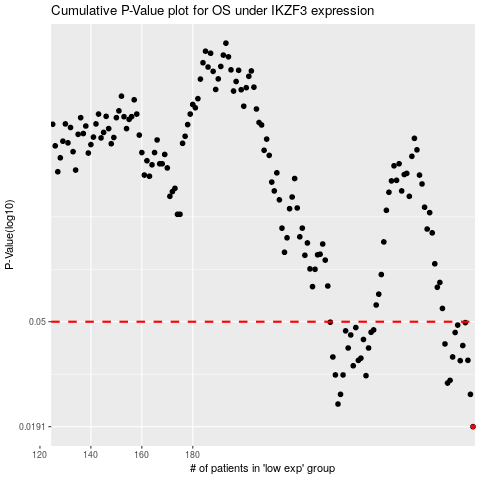 Cumulative P-Value plot for OS under IKZF3 expression
P-Value(log10)
0.05
0.0191
120 140 160 180
# of patients in 'low exp' group